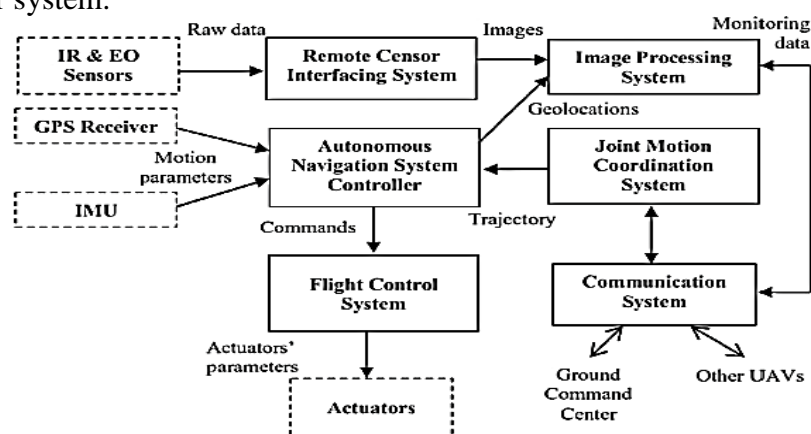 r system.
Raw data
Images
Monitoring
data
IR & EO
Sensors
Remote Censor
Interfacing System
Image Processing
System
Geolocations
GPS Receiver
Motion
parameters
IMU
Autonomous
Navigation System
Controller
Joint Motion
Coordination
System
Commands
Trajectory
Flight Control
System
Communication
System
Actuators'
parameters
Actuators
Ground
Command
Center
Other UAVs